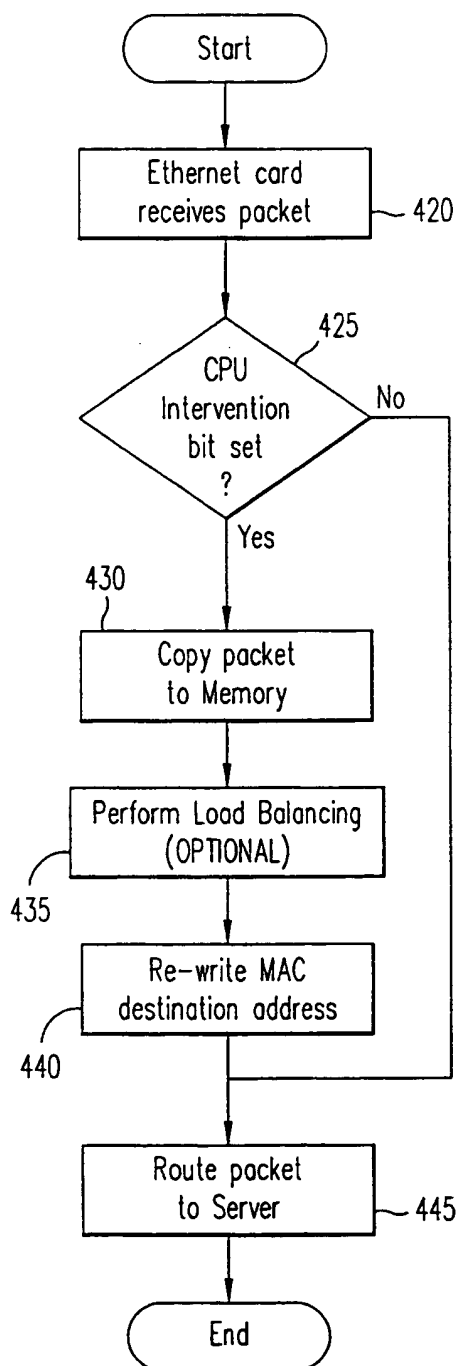 Start
Ethernet card
receives packet
420
425
CPU
Intervention
bit set
?
No
Yes
430
Copy packet
to Memory
Perform Load Balancing
(OPTIONAL)
435
Re-write MAC
destination address
440
Route packet
to Server
445
End